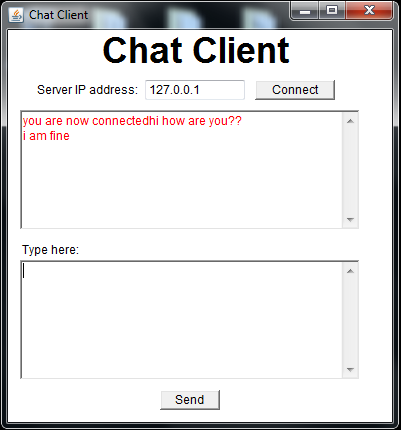 Chat Client
Chat Client
Server IP address: 127.0.0.1 Connect
you are now connectedhi how are you??
i am fine
Type here:
Send